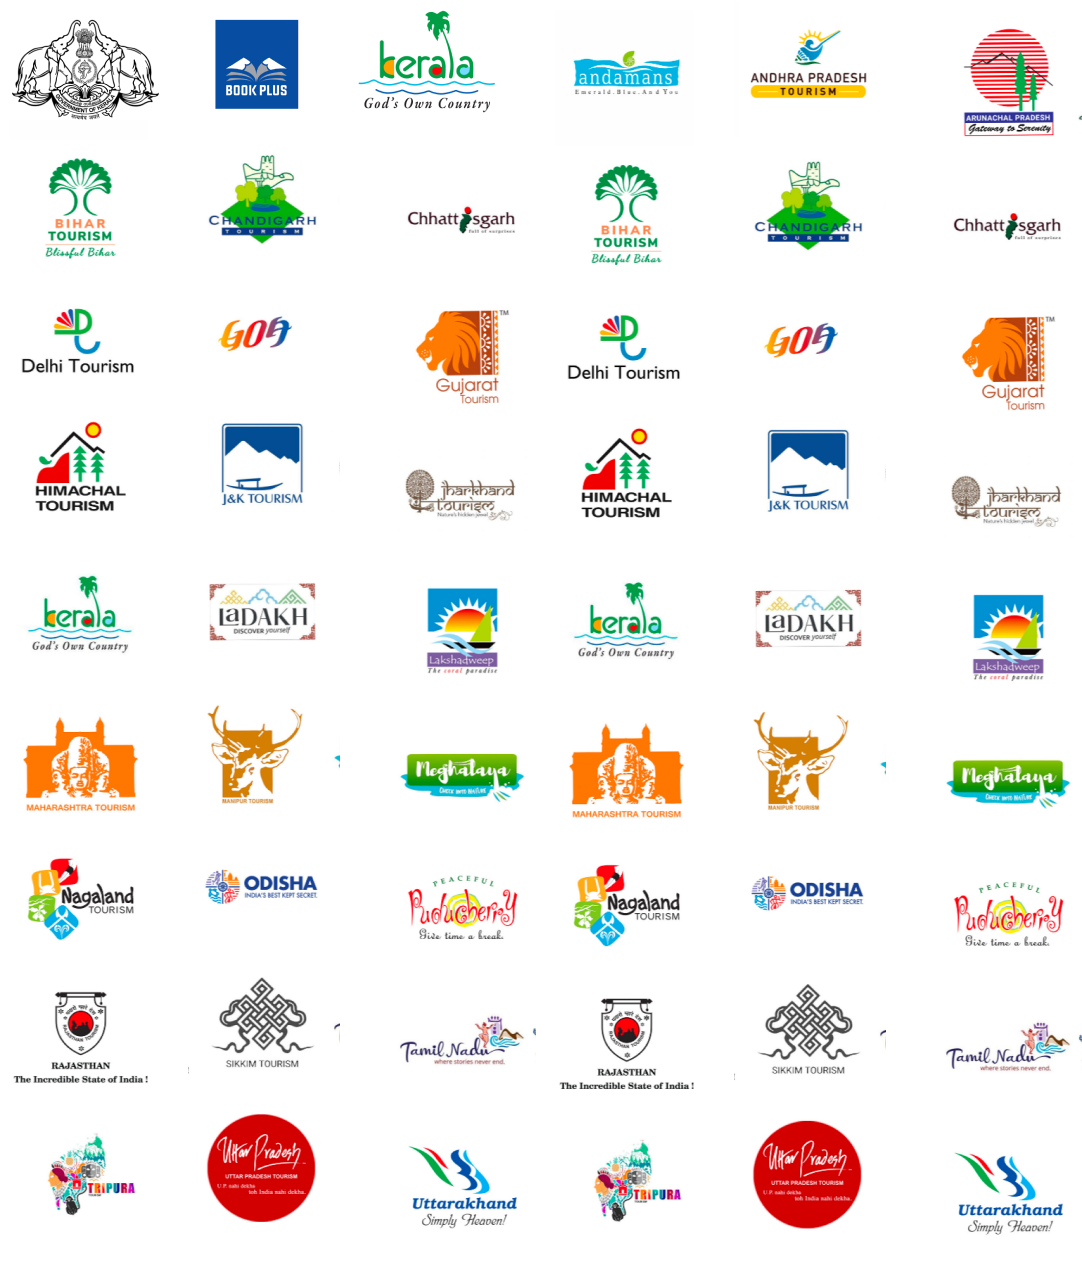 GOVERNMENT OF KERALA
BOOK PLUS
kerala
God's Own Country
andamans
Emerald. Blue. And You
ANDHRA PRADESH
TOURISM
ARUNACHAL PRADESH
Gateway to Serenity
BIHAR
TOURISM
Blissful Bihar
CHANDIGARH
TOURISM
Chhattisgarh
full of surprises
BIHAR
TOURISM
Blissful Bihar
CHANDIGARH
TOURISM
Chhattisgarh
full of surprises
Delhi Tourism
GOA
TM
Gujarat
Tourism
Delhi Tourism
GOA
TM
Gujarat
Tourism
HIMACHAL
TOURISM
J&K TOURISM
jharkhand
tourism
Nature's hidden jewel
HIMACHAL
TOURISM
J&K TOURISM
jharkhand
tourism
Nature's hidden jewel
kerala
God's Own Country
LaDAKH
DISCOVER yourself
Lakshadweep
The coral paradise
kerala
God's Own Country
LaDAKH
DISCOVER yourself
Lakshadweep
The coral paradise
MAHARASHTRA TOURISM
MANIPUR TOURISM
Meghalaya
MAHARASHTRA TOURISM
MANIPUR TOURISM
Meghalaya
Nagaland
TOURISM
ODISHA
INDIA'S BEST KEPT SECRET.
PEACEFUL
Puducherry
Give time a break.
Nagaland
TOURISM
ODISHA
INDIA'S BEST KEPT SECRET.
PEACEFUL
Puducherry
Give time a break.
RAJASTHAN TOURISM
RAJASTHAN
The Incredible State of India !
SIKKIM TOURISM
Tamil Nadu
where stories never end.
RAJASTHAN TOURISM
RAJASTHAN
The Incredible State of India !
SIKKIM TOURISM
Tamil Nadu
where stories never end.
TRIPURA
TOURISM
Uttar Pradesh
UTTAR PRADESH TOURISM
U.P. nahi dekha
toh India nahi dekha.
Uttarakhand
Simply Heaven!
TRIPURA
TOURISM
Uttar Pradesh
UTTAR PRADESH TOURISM
U.P. nahi dekha
toh India nahi dekha.
Uttarakhand
Simply Heaven!